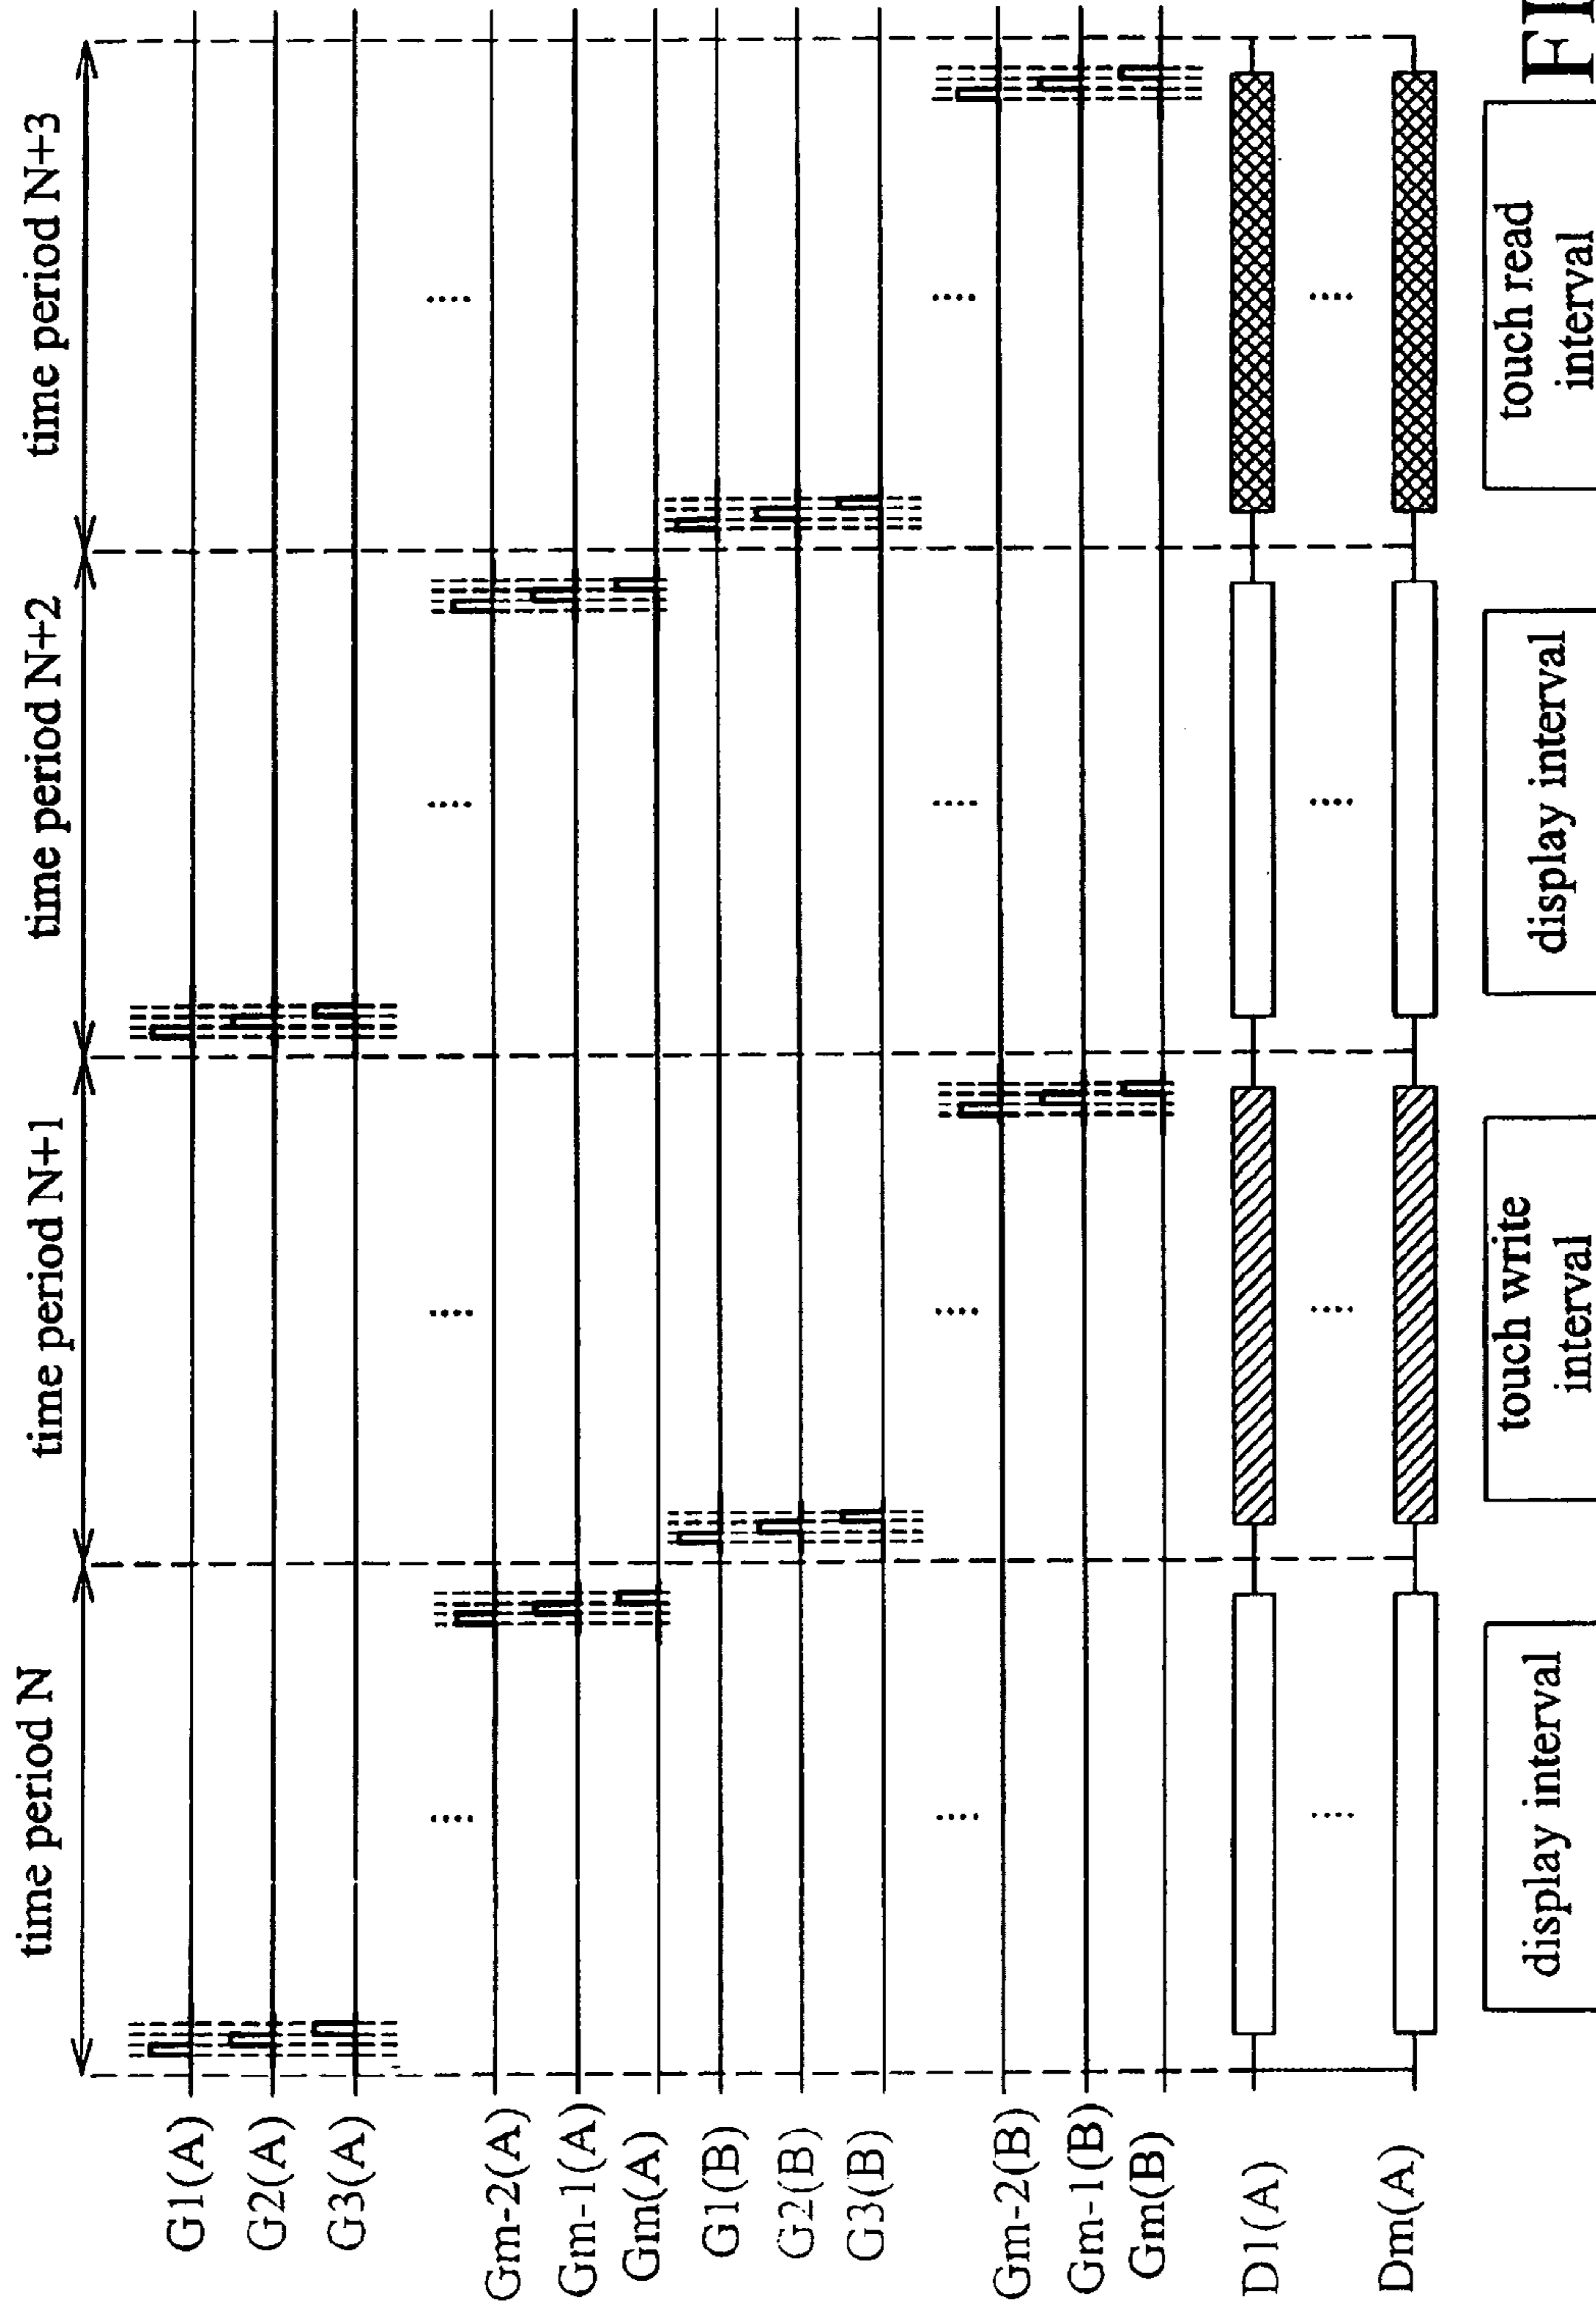 time period N
time period N+1
time period N+2
time period N+3
G1(A)
G2(A)
G3(A)
Gm-2(A)
Gm-1(A)
Gm(A)
G1(B)
G2(B)
G3(B)
Gm-2(B)
Gm-1(B)
Gm(B)
D1(A)
Dm(A)
display interval
touch write
interval
display interval
touch read
interval